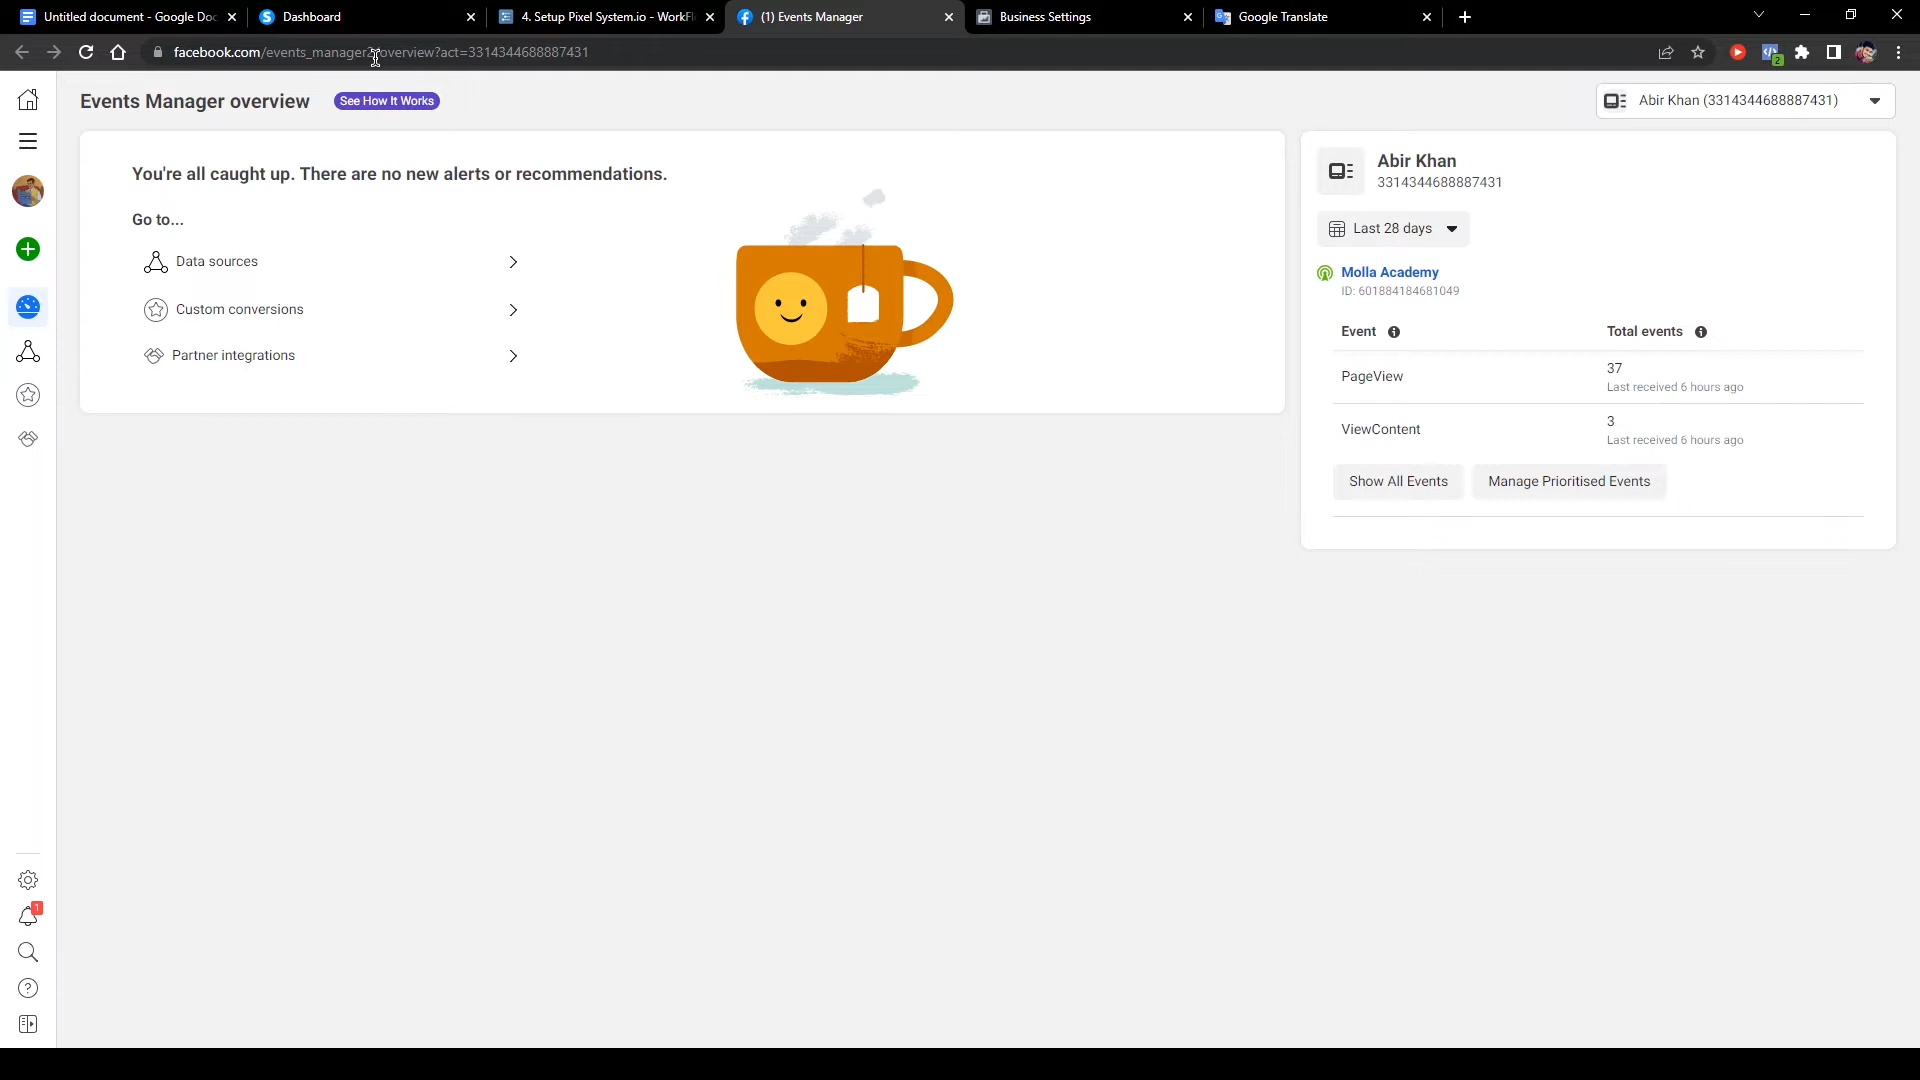 Untitled document - Google Doc
Dashboard
4. Setup Pixel System.io - WorkFl
(1) Events Manager
Business Settings
Google Translate
facebook.com/events_manager2/overview?act=3314344688887431
2
Events Manager overview
See How It Works
Abir Khan (3314344688887431)
You're all caught up. There are no new alerts or recommendations.
Go to...
Data sources
Custom conversions
Partner integrations
Abir Khan
3314344688887431
Last 28 days
Molla Academy
ID: 601884184681049
Event
Total events
PageView
37
Last received 6 hours ago
ViewContent
3
Last received 6 hours ago
Show All Events
Manage Prioritised Events
1